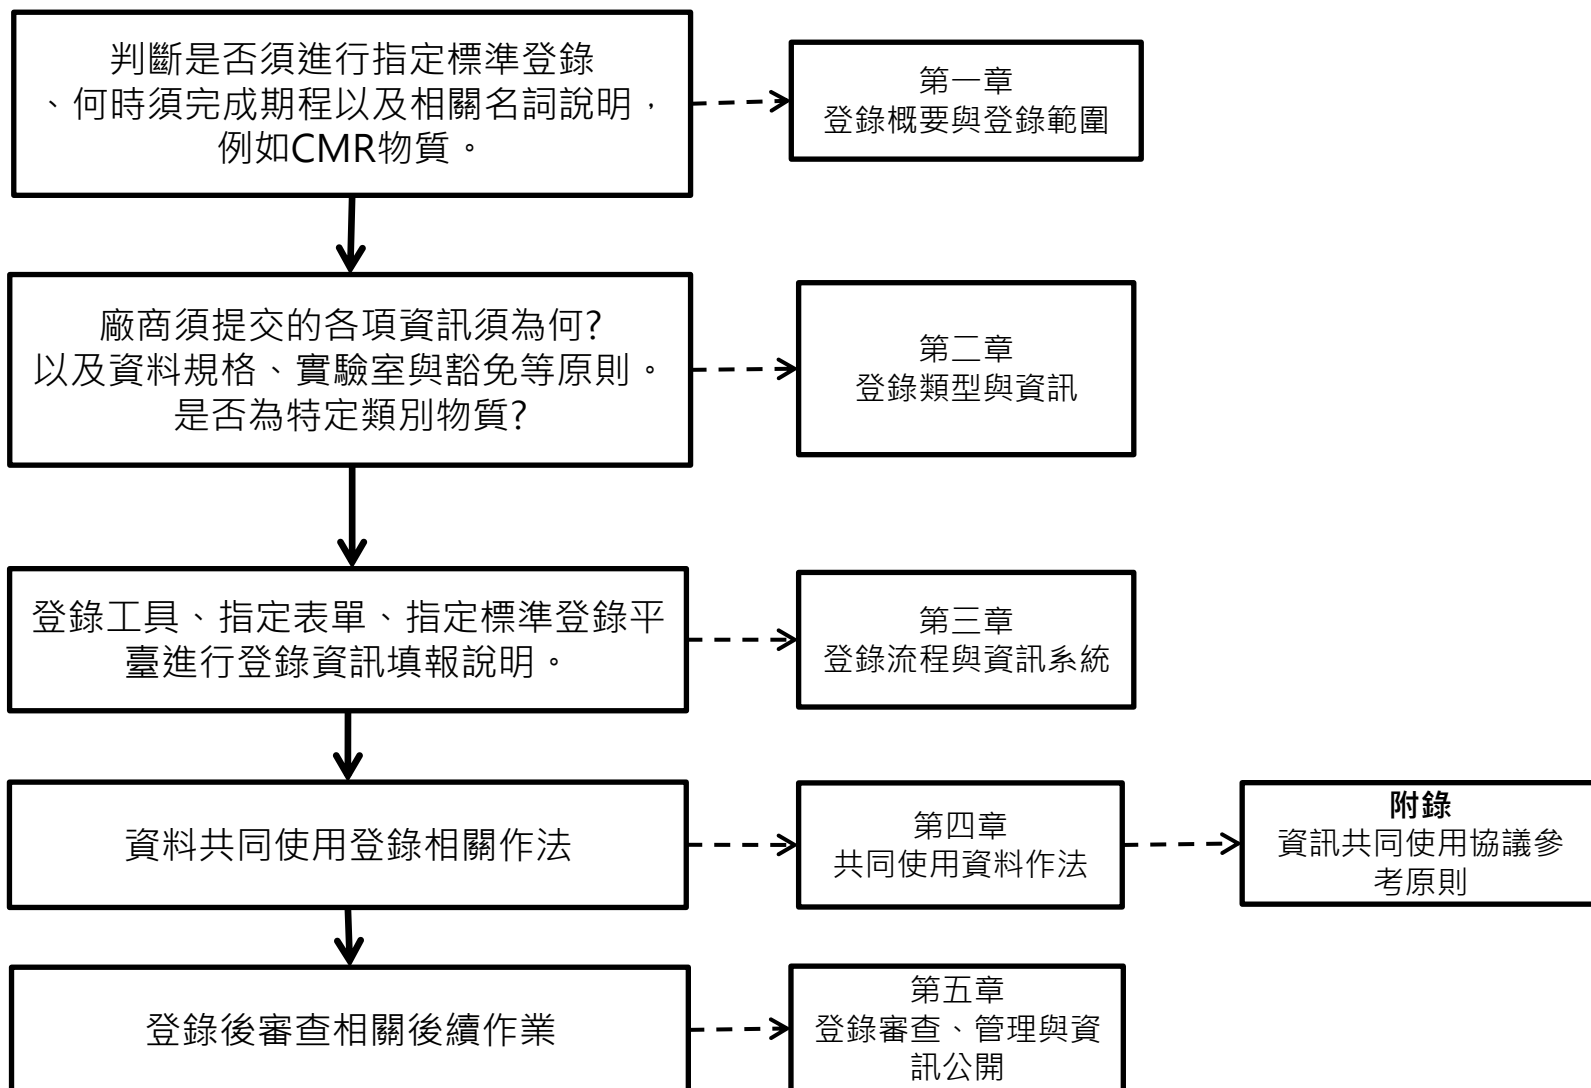 判斷是否須進行指定標準登錄
、何時須完成期程以及相關名詞說明，
例如CMR物質。
第一章
登錄概要與登錄範圍
廠商須提交的各項資訊須為何?
以及資料規格、實驗室與豁免等原則。
是否為特定類別物質?
第二章
登錄類型與資訊
登錄工具、指定表單、指定標準登錄平
臺進行登錄資訊填報說明。
第三章
登錄流程與資訊系統
資料共同使用登錄相關作法
第四章
共同使用資料作法
附錄
資訊共同使用協議參
考原則
登錄後審查相關後續作業
第五章
登錄審查、管理與資
訊公開